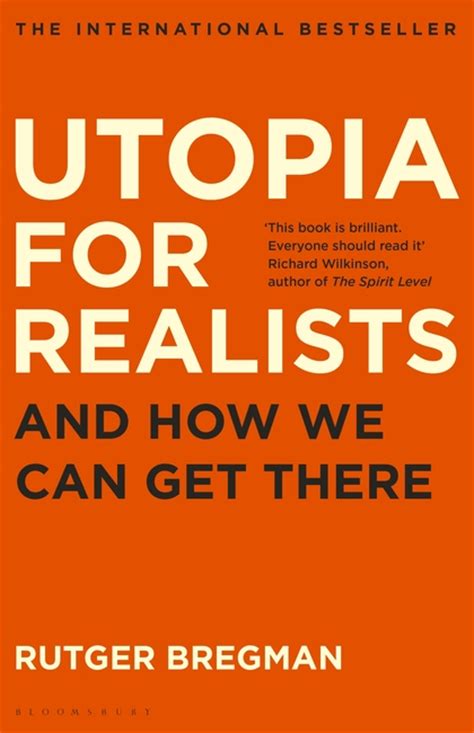 THE INTERNATIONAL BESTSELLER
UTOPIA
FOR
‘This book is brilliant.
Everyone should read it’
Richard Wilkinson,
author of The Spirit Level
REALISTS
AND HOW WE
CAN GET THERE
RUTGER BREGMAN
BLOOMSBURY